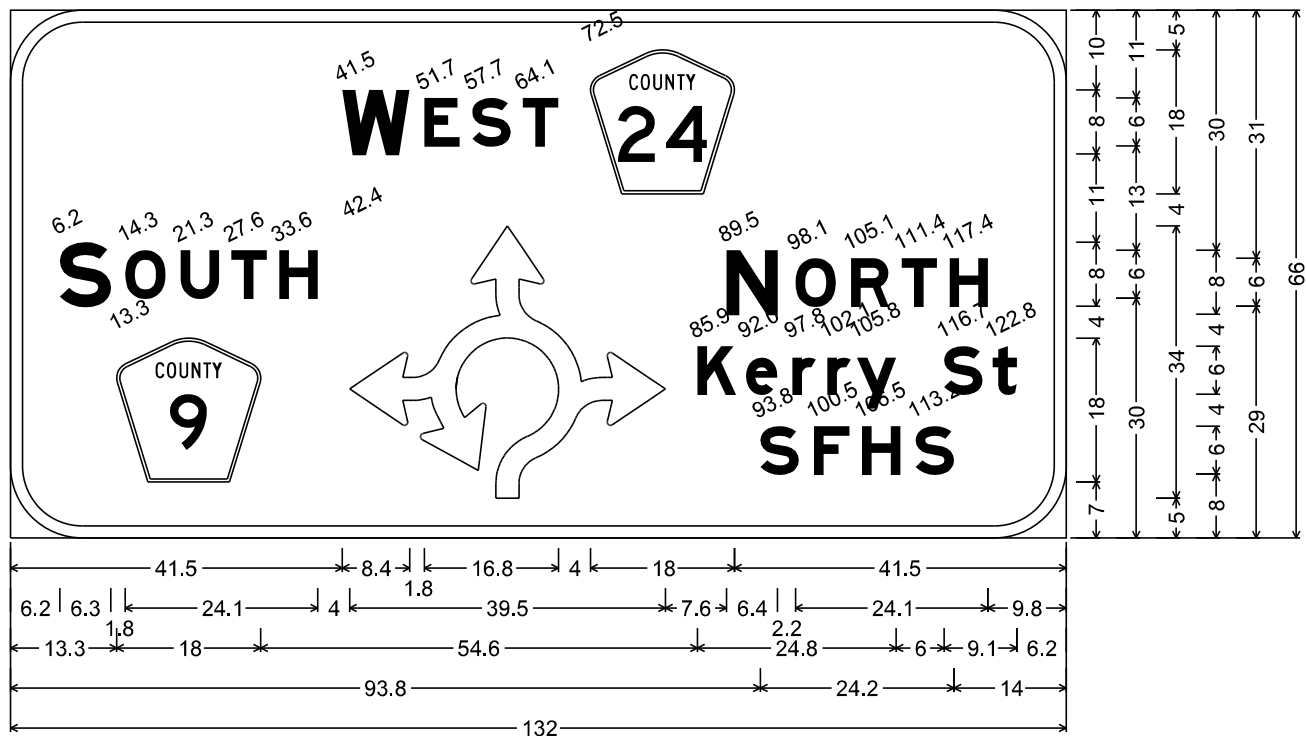 72.5
41.5 51.7 57.7 64.1
COUNTY
WEST 24
6.2 14.3 21.3 27.6 33.6 42.4
89.5 98.1 105.1 111.4 117.4
SOUTH NORTH
13.3
85.9 97.8 102.1 105.8 116.7 122.8
COUNTY
9
Kerry St
93.8 100.5 106.5
SFHS
41.5 8.4 1.8 16.8 4 18 41.5
6.2 6.3 1.8 24.1 4 39.5 7.6 6.4 2.2 24.1 9.8
13.3 18 54.6 24.8 6 9.1 6.2
93.8 24.2 14
132
10 8 11 8 4 18 7
11 6 13 6 30
5 18 4 34 5
30 8 4 6 4 6 8
31 6 29
66